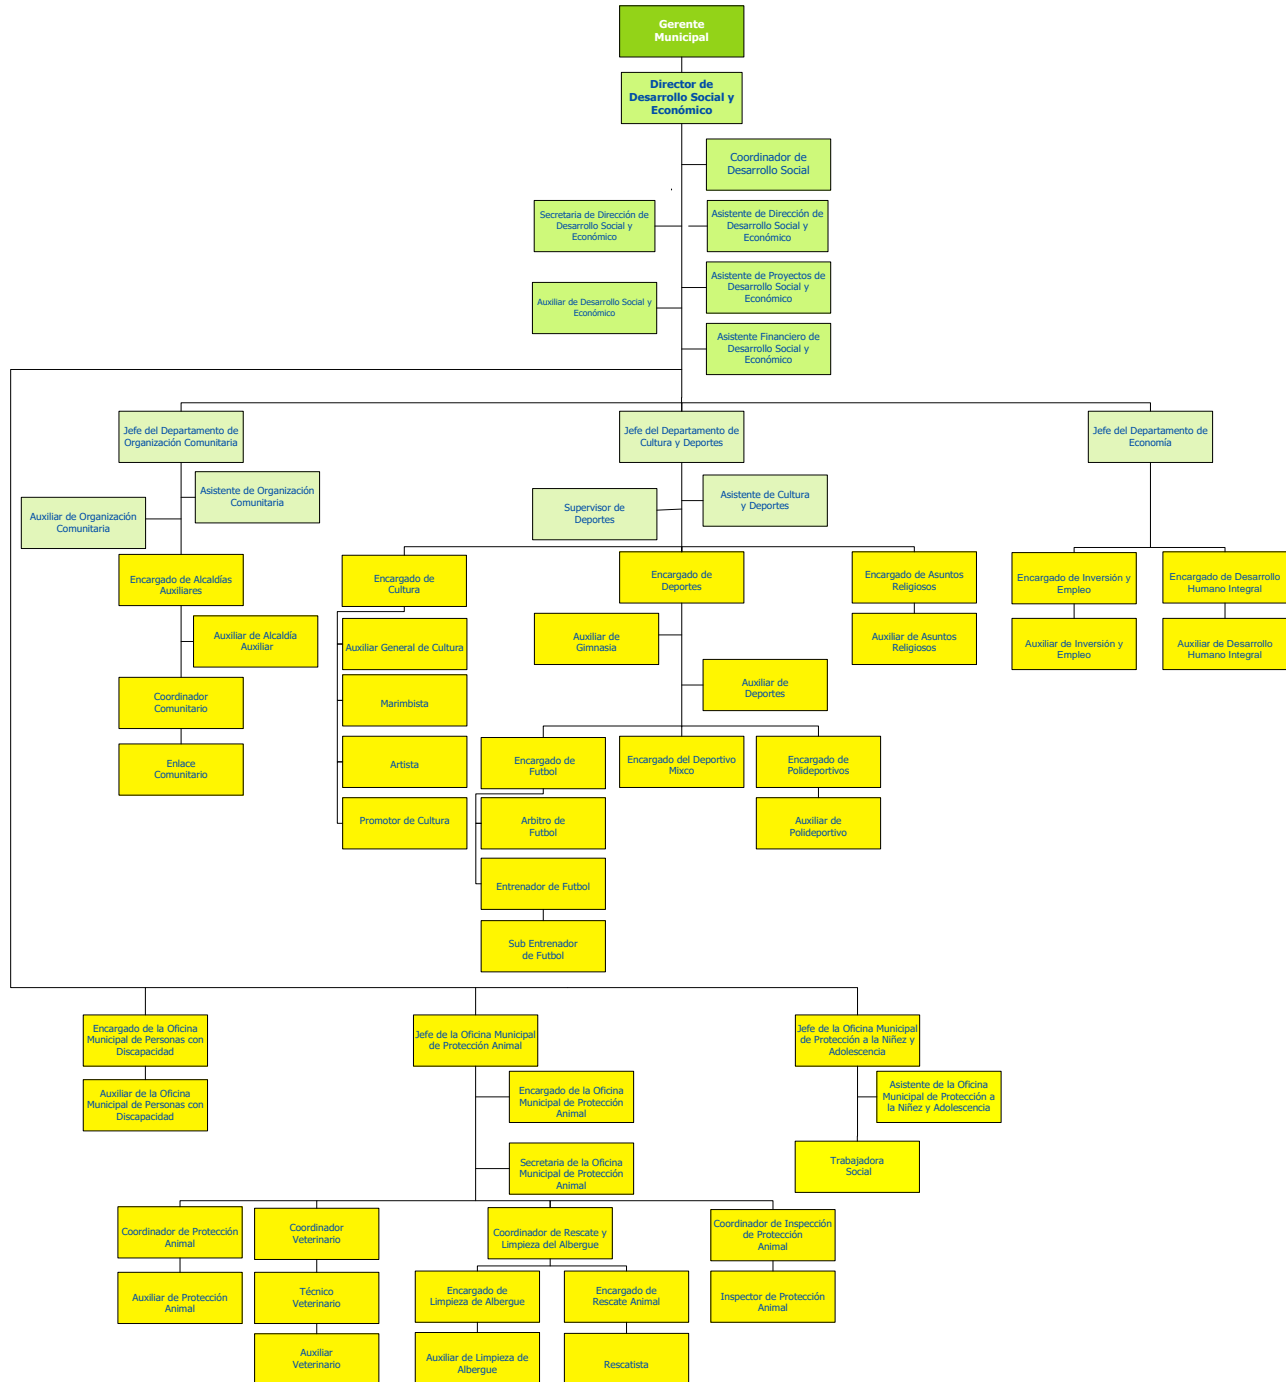 Gerente
Municipal
Director de
Desarrollo Social y
Económico
Coordinador de
Desarrollo Social
Secretaria de Dirección de
Desarrollo Social y
Económico
Asistente de Dirección de
Desarrollo Social y
Económico
Asistente de Proyectos de
Desarrollo Social y
Económico
Auxiliar de Desarrollo Social y
Económico
Asistente Financiero de
Desarrollo Social y
Económico
Jefe del Departamento de
Organización Comunitaria
Jefe del Departamento de
Cultura y Deportes
Jefe del Departamento de
Economía
Asistente de Organización
Comunitaria
Auxiliar de Organización
Comunitaria
Asistente de Cultura
y Deportes
Supervisor de
Deportes
Encargado de Alcaldías
Auxiliares
Encargado de
Cultura
Encargado de
Deportes
Encargado de Asuntos
Religiosos
Encargado de Inversión y
Empleo
Encargado de Desarrollo
Humano Integral
Auxiliar de Alcaldía
Auxiliar
Auxiliar General de Cultura
Auxiliar de
Gimnasia
Auxiliar de Asuntos
Religiosos
Auxiliar de Inversión y
Empleo
Auxiliar de Desarrollo
Humano Integral
Coordinador
Comunitario
Marimbista
Auxiliar de
Deportes
Enlace
Comunitario
Artista
Encargado de
Futbol
Encargado del Deportivo
Mixco
Encargado de
Polideportivos
Promotor de Cultura
Arbitro de
Futbol
Auxiliar de
Polideportivo
Entrenador de Futbol
Sub Entrenador
de Futbol
Encargado de la Oficina
Municipal de Personas con
Discapacidad
Jefe de la Oficina Municipal
de Protección Animal
Jefe de la Oficina Municipal
de Protección a la Niñez y
Adolescencia
Auxiliar de la Oficina
Municipal de Personas con
Discapacidad
Encargado de la Oficina
Municipal de Protección
Animal
Asistente de la Oficina
Municipal de Protección a
la Niñez y Adolescencia
Secretaria de la Oficina
Municipal de Protección
Animal
Trabajadora
Social
Coordinador de Protección
Animal
Coordinador
Veterinario
Coordinador de Rescate y
Limpieza del Albergue
Coordinador de Inspección
de Protección
Animal
Auxiliar de Protección
Animal
Técnico
Veterinario
Encargado de
Limpieza de Albergue
Encargado de
Rescate Animal
Inspector de Protección
Animal
Auxiliar
Veterinario
Auxiliar de Limpieza de
Albergue
Rescatista